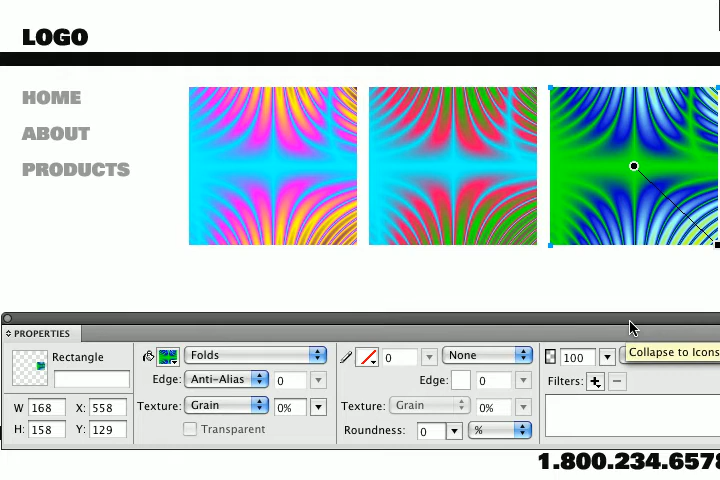 LOGO
HOME
ABOUT
PRODUCTS
PROPERTIES
Collapse to Icons
Rectangle
Folds
0
None
100
Edge: Anti-Alias 0
Edge: 0
Filters:
W 168 X: 558
Texture: Grain 0%
Texture: Grain 0%
H: 158 Y: 129
Transparent
Roundness: 0 %
1.800.234.6578